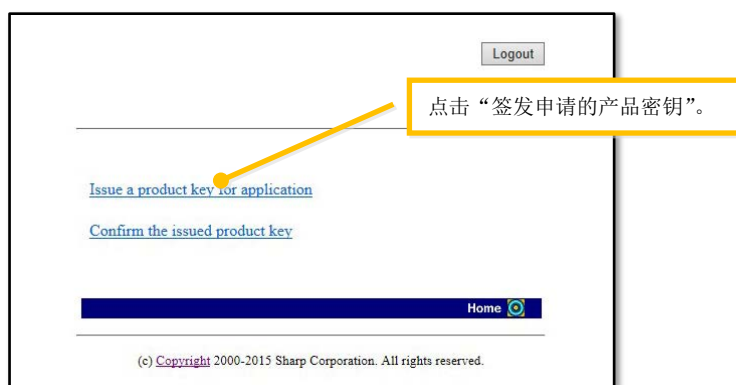 Logout
点击“签发申请的产品密钥”。
Issue a product key for application
Confirm the issued product key
Home
(c) Copyright 2000-2015 Sharp Corporation. All rights reserved.